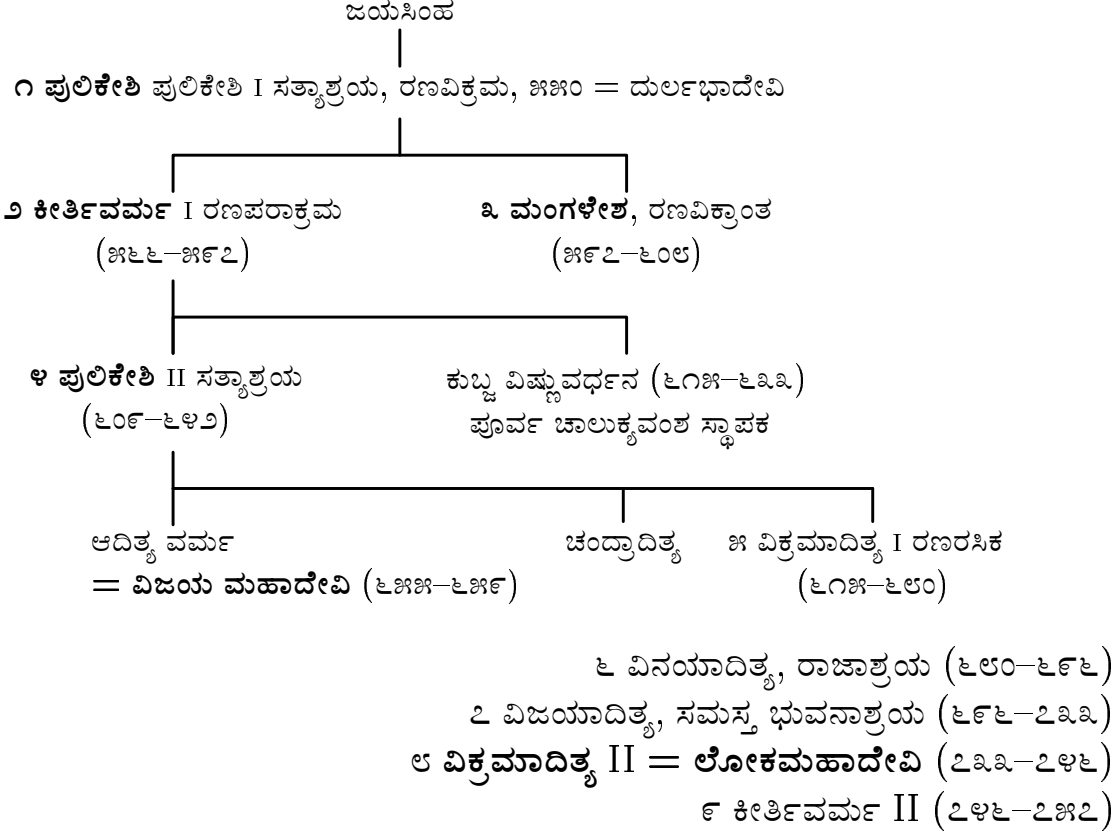 ಜಯಸಿಂಹ
೧ ಪುಲಿಕೇಶಿ ಪುಲಿಕೇಶಿ I ಸತ್ಯಾಶ್ರಯ, ರಣವಿಕ್ರಮ, ೫೫೦ = ದುರ್ಲಭಾದೇವಿ
೨ ಕೀರ್ತಿವರ್ಮ I ರಣಪರಾಕ್ರಮ
(೫೬೬–೫೯೭)
೩ ಮಂಗಳೇಶ, ರಣವಿಕ್ರಾಂತ
(೫೯೭–೬೦೮)
೪ ಪುಲಿಕೇಶಿ II ಸತ್ಯಾಶ್ರಯ
(೬೦೯–೬೪೨)
ಕುಬ್ಜ ವಿಷ್ಣುವರ್ಧನ (೬೧೫–೬೩೩)
ಪೂರ್ವ ಚಾಲುಕ್ಯವಂಶ ಸ್ಥಾಪಕ
ಆದಿತ್ಯ ವರ್ಮ
= ವಿಜಯ ಮಹಾದೇವಿ (೬೫೫–೬೫೯)
ಚಂದ್ರಾದಿತ್ಯ
೫ ವಿಕ್ರಮಾದಿತ್ಯ I ರಣರಸಿಕ
(೬೧೫–೬೮೦)
೬ ವಿನಯಾದಿತ್ಯ, ರಾಜಾಶ್ರಯ (೬೮೦–೬೯೬)
೭ ವಿಜಯಾದಿತ್ಯ, ಸಮಸ್ತ ಭುವನಾಶ್ರಯ (೬೯೬–೭೩೩)
೮ ವಿಕ್ರಮಾದಿತ್ಯ II = ಲೋಕಮಹಾದೇವಿ (೭೩೩–೭೪೬)
೯ ಕೀರ್ತಿವರ್ಮ II (೭೪೬–೭೫೭)